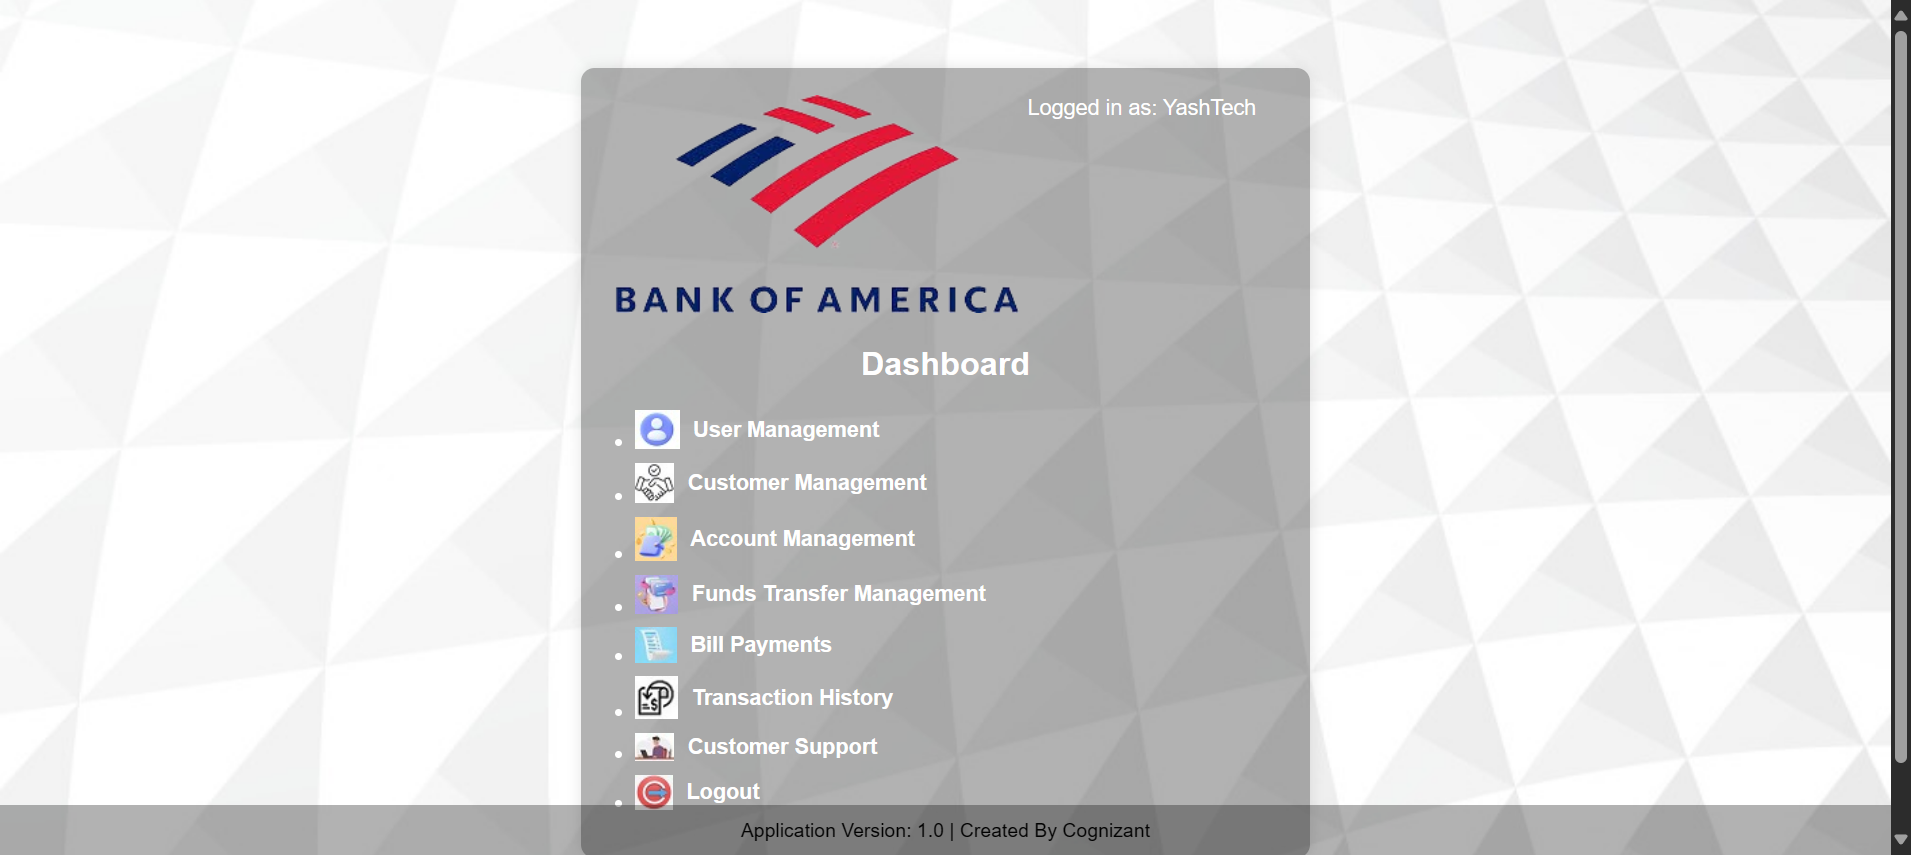 Logged in as: YashTech
BANK OF AMERICA
Dashboard
User Management
Customer Management
Account Management
Funds Transfer Management
Bill Payments
Transaction History
Customer Support
Logout
Application Version: 1.0 | Created By Cognizant